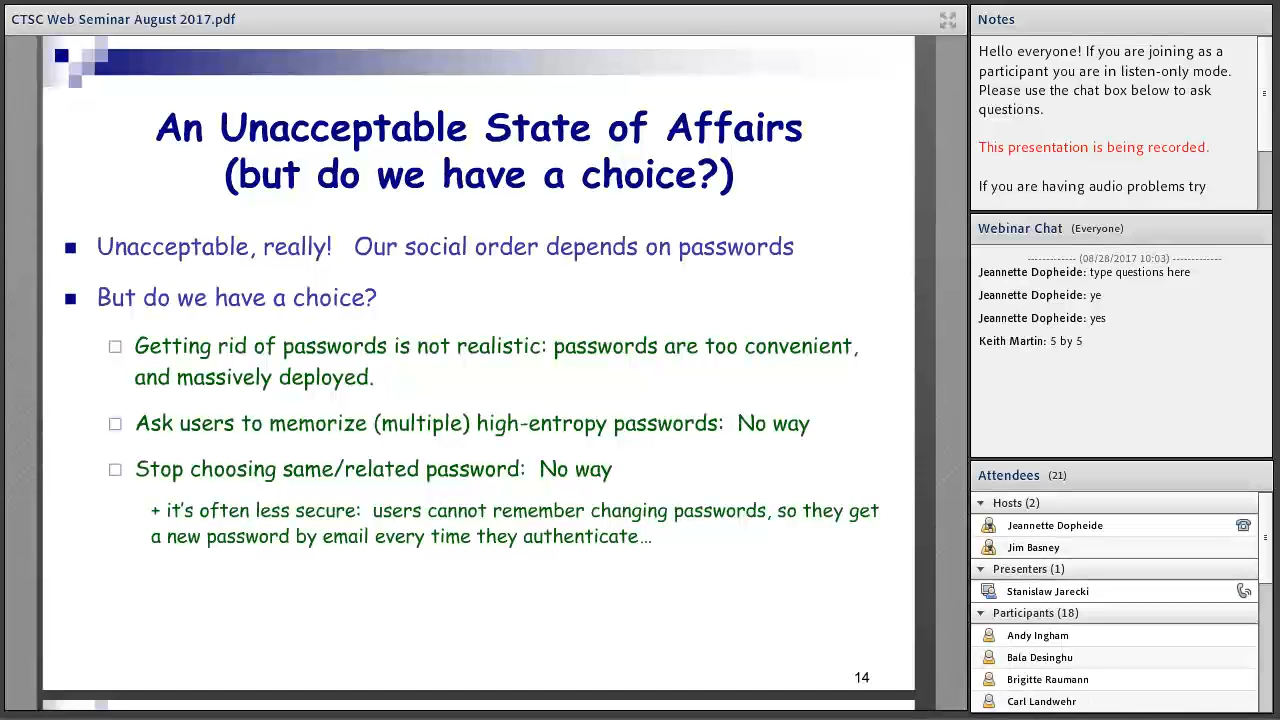 CTSC Web Seminar August 2017.pdf
An Unacceptable State of Affairs
(but do we have a choice?)
Unacceptable, really! Our social order depends on passwords
But do we have a choice?
Getting rid of passwords is not realistic: passwords are too convenient,
and massively deployed.
Ask users to memorize (multiple) high-entropy passwords: No way
Stop choosing same/related password: No way
+ it's often less secure: users cannot remember changing passwords, so they get
a new password by email every time they authenticate…
14
Notes
Hello everyone! If you are joining as a
participant you are in listen-only mode.
Please use the chat box below to ask
questions.
This presentation is being recorded.
If you are having audio problems try
Webinar Chat (Everyone)
------------- (08/28/2017 10:03) -------------
Jeannette Dopheide: type questions here
Jeannette Dopheide: ye
Jeannette Dopheide: yes
Keith Martin: 5 by 5
Attendees (21)
Hosts (2)
Jeannette Dopheide
Jim Basney
Presenters (1)
Stanislaw Jarecki
Participants (18)
Andy Ingham
Bala Desinghu
Brigitte Raumann
Carl Landwehr